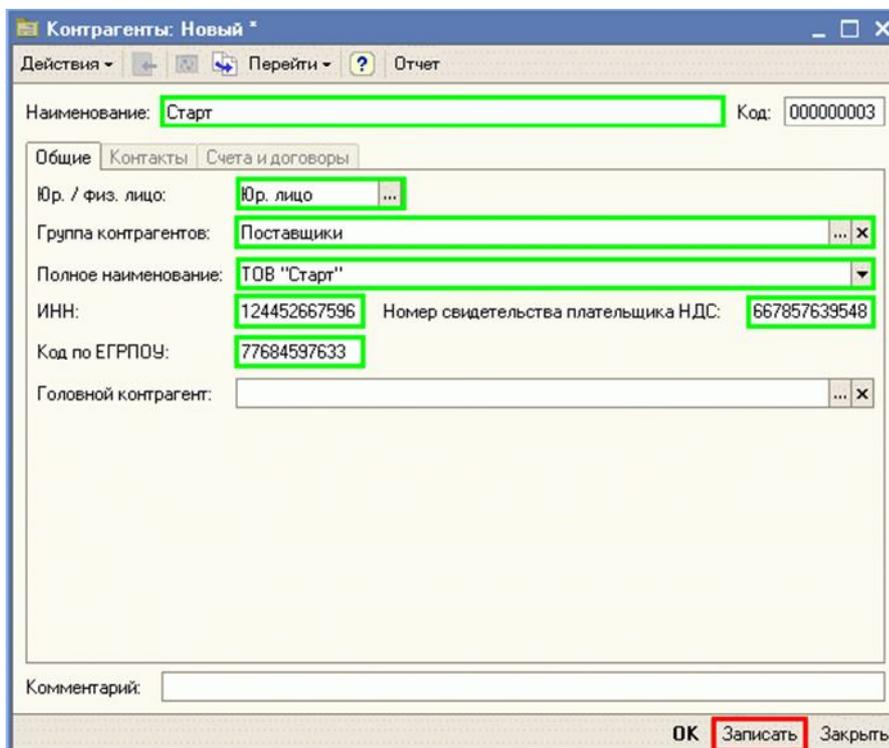 Контрагенты: Новый *
Действия Перейти ? Отчет
Наименование: Старт Код: 000000003
Общие Контакты Счета и договоры
Юр. / физ. лицо: Юр. лицо ...
Группа контрагентов: Поставщики ... x
Полное наименование: ТОВ "Старт"
ИНН: 124452667596 Номер свидетельства плательщика НДС: 667857639548
Код по ЕГРПОУ: 77684597633
Головной контрагент: ... x
Комментарий:
OK Записать Закрыть